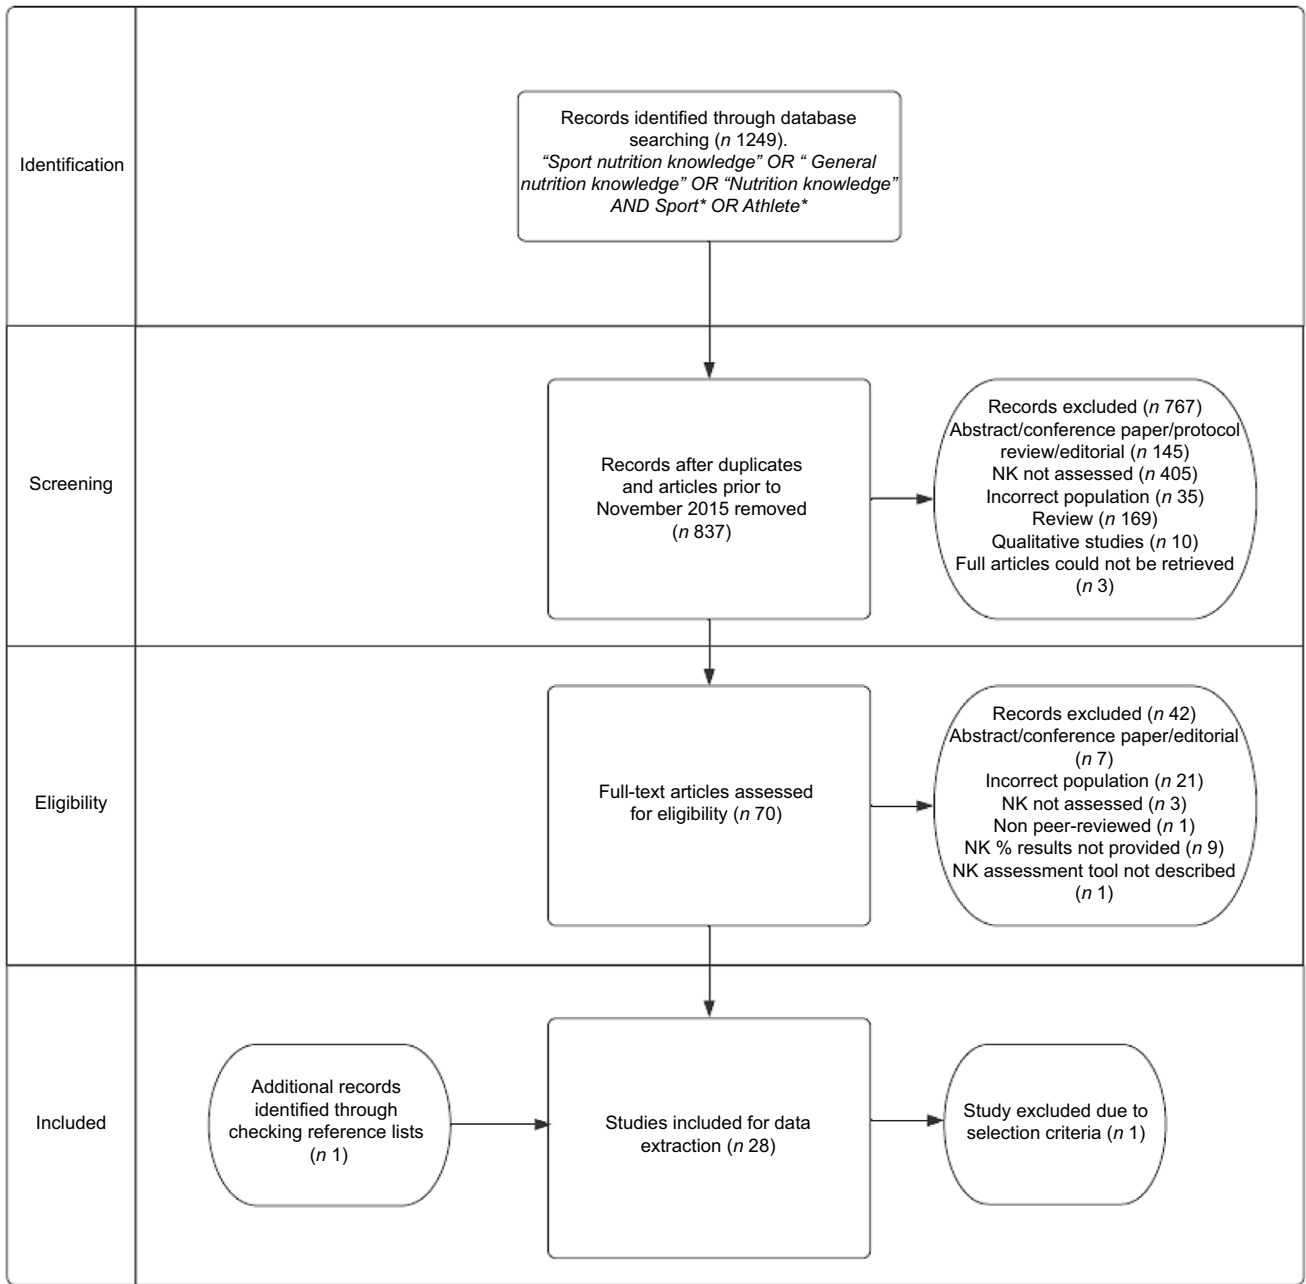 Identification
Records identified through database
searching (n 1249).
“Sport nutrition knowledge” OR “ General
nutrition knowledge” OR “Nutrition knowledge”
AND Sport* OR Athlete*
Screening
Records after duplicates
and articles prior to
November 2015 removed
(n 837)
Records excluded (n 767)
Abstract/conference paper/protocol
review/editorial (n 145)
NK not assessed (n 405)
Incorrect population (n 35)
Review (n 169)
Qualitative studies (n 10)
Full articles could not be retrieved
(n 3)
Eligibility
Full-text articles assessed
for eligibility (n 70)
Records excluded (n 42)
Abstract/conference paper/editorial
(n 7)
Incorrect population (n 21)
NK not assessed (n 3)
Non peer-reviewed (n 1)
NK % results not provided (n 9)
NK assessment tool not described
(n 1)
Included
Additional records
identified through
checking reference lists
(n 1)
Studies included for data
extraction (n 28)
Study excluded due to
selection criteria (n 1)